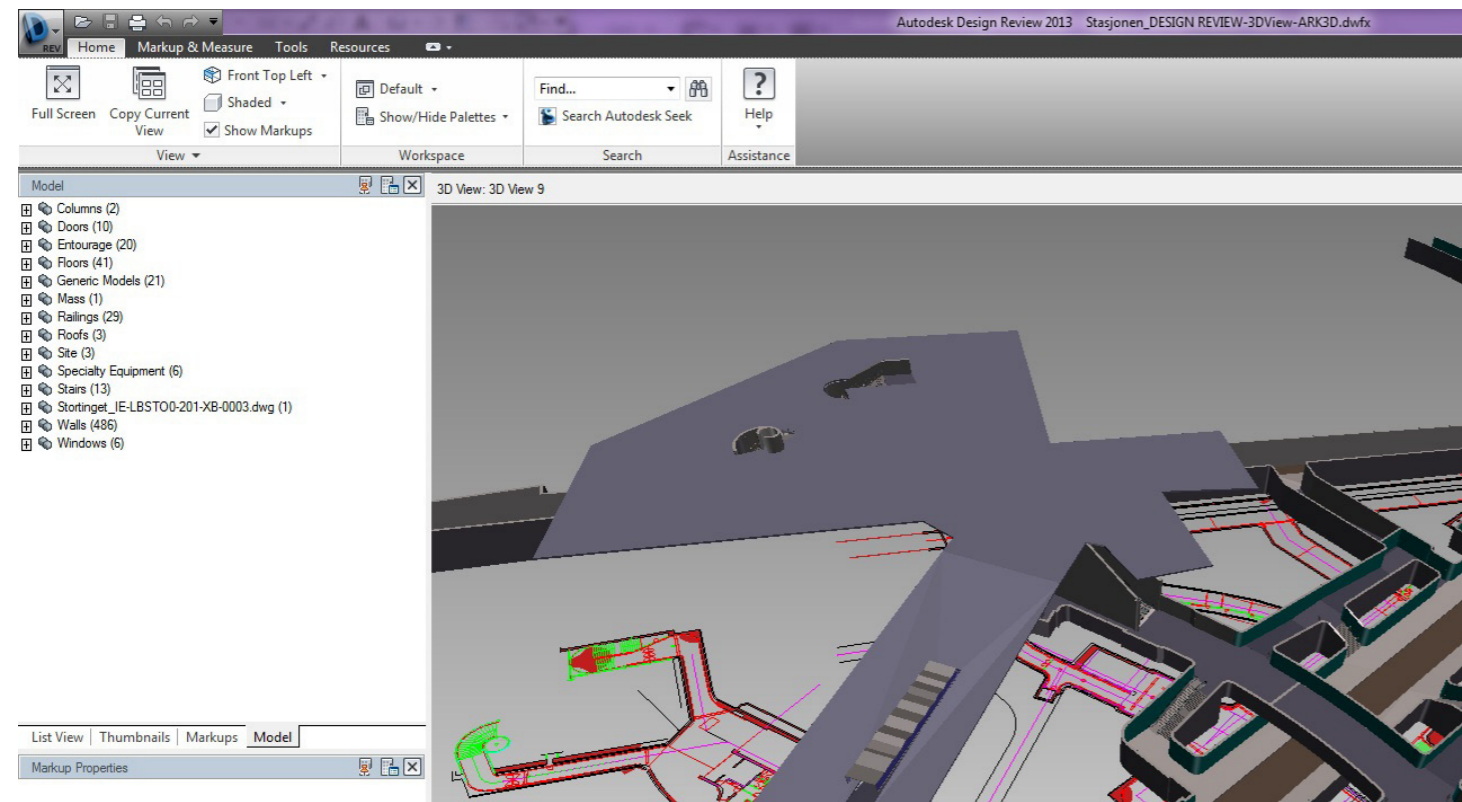 Autodesk Design Review 2013 Stasjonen_DESIGN REVIEW-3DView-ARK3D.dwfx
REV
Home Markup & Measure Tools Resources
Full Screen
Copy Current View
Front Top Left
Shaded
Show Markups
View
Default
Show/Hide Palettes
Workspace
Find...
Search Autodesk Seek
Search
Help
Assistance
Model
3D View: 3D View 9
Columns (2)
Doors (10)
Entourage (20)
Floors (41)
Generic Models (21)
Mass (1)
Railings (29)
Roofs (3)
Site (3)
Specialty Equipment (6)
Stairs (13)
Stortinget_IE-LBSTO0-201-XB-0003.dwg (1)
Walls (486)
Windows (6)
List View Thumbnails Markups Model
Markup Properties